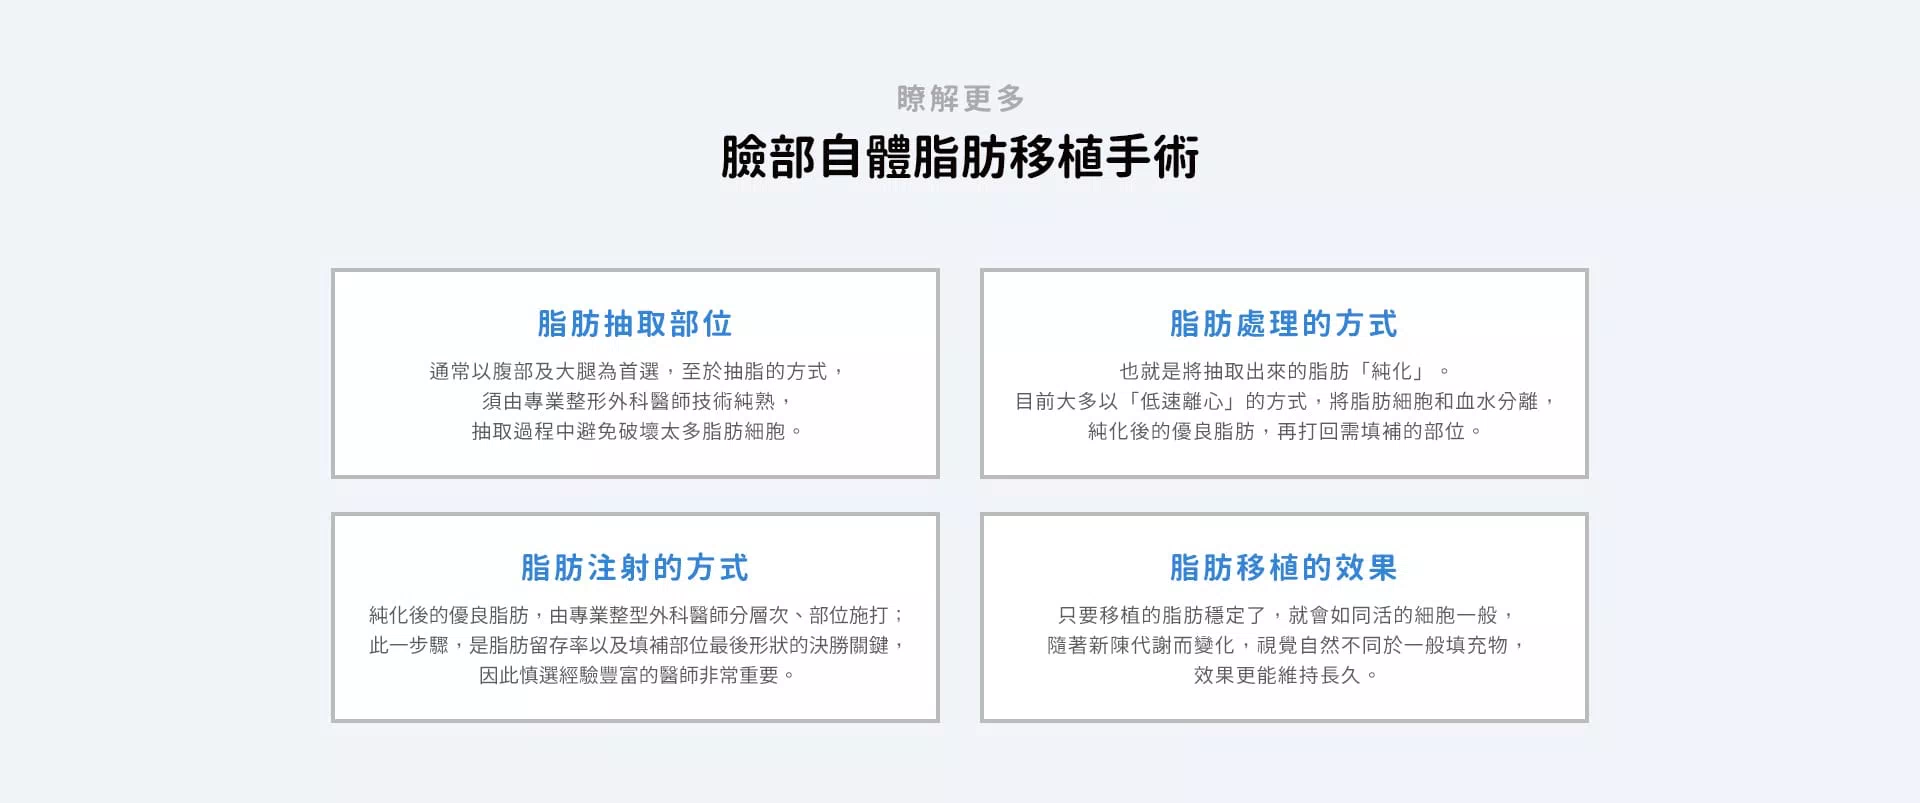 瞭解更多
臉部自體脂肪移植手術
脂肪抽取部位
通常以腹部及大腿為首選，至於抽脂的方式，
須由專業整形外科醫師技術純熟，
抽取過程中避免破壞太多脂肪細胞。
脂肪處理的方式
也就是將抽取出來的脂肪「純化」。
目前大多以「低速離心」的方式，將脂肪細胞和血水分離，
純化後的優良脂肪，再打回需填補的部位。
脂肪注射的方式
純化後的優良脂肪，由專業整型外科醫師分層次、部位施打；
此一步驟，是脂肪留存率以及填補部位最後形狀的決勝關鍵，
因此慎選經驗豐富的醫師非常重要。
脂肪移植的效果
只要移植的脂肪穩定了，就會如同活的細胞一般，
隨著新陳代謝而變化，視覺自然不同於一般填充物，
效果更能維持長久。